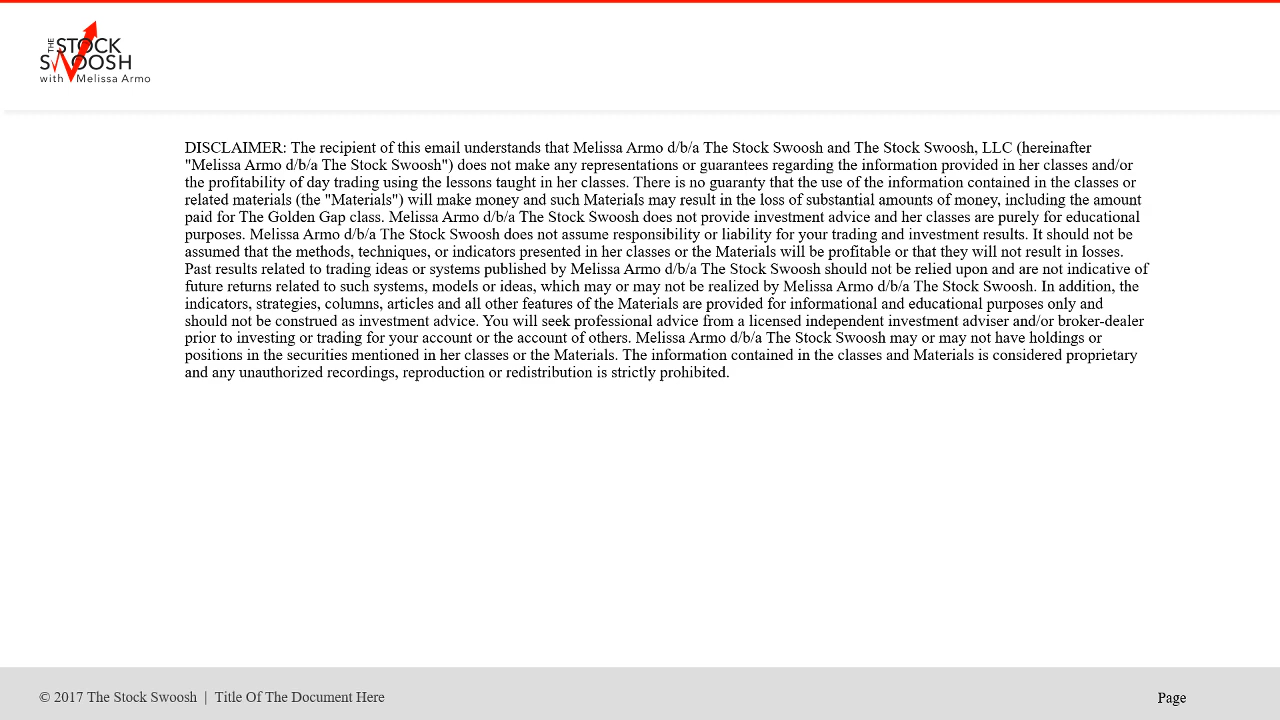 THE STOCK
SWOOSH
with Melissa Armo
DISCLAIMER: The recipient of this email understands that Melissa Armo d/b/a The Stock Swoosh and The Stock Swoosh, LLC (hereinafter
"Melissa Armo d/b/a The Stock Swoosh") does not make any representations or guarantees regarding the information provided in her classes and/or
the profitability of day trading using the lessons taught in her classes. There is no guaranty that the use of the information contained in the classes or
related materials (the "Materials") will make money and such Materials may result in the loss of substantial amounts of money, including the amount
paid for The Golden Gap class. Melissa Armo d/b/a The Stock Swoosh does not provide investment advice and her classes are purely for educational
purposes. Melissa Armo d/b/a The Stock Swoosh does not assume responsibility or liability for your trading and investment results. It should not be
assumed that the methods, techniques, or indicators presented in her classes or the Materials will be profitable or that they will not result in losses.
Past results related to trading ideas or systems published by Melissa Armo d/b/a The Stock Swoosh should not be relied upon and are not indicative of
future returns related to such systems, models or ideas, which may or may not be realized by Melissa Armo d/b/a The Stock Swoosh. In addition, the
indicators, strategies, columns, articles and all other features of the Materials are provided for informational and educational purposes only and
should not be construed as investment advice. You will seek professional advice from a licensed independent investment adviser and/or broker-dealer
prior to investing or trading for your account or the account of others. Melissa Armo d/b/a The Stock Swoosh may or may not have holdings or
positions in the securities mentioned in her classes or the Materials. The information contained in the classes and Materials is considered proprietary
and any unauthorized recordings, reproduction or redistribution is strictly prohibited.
© 2017 The Stock Swoosh | Title Of The Document Here
Page